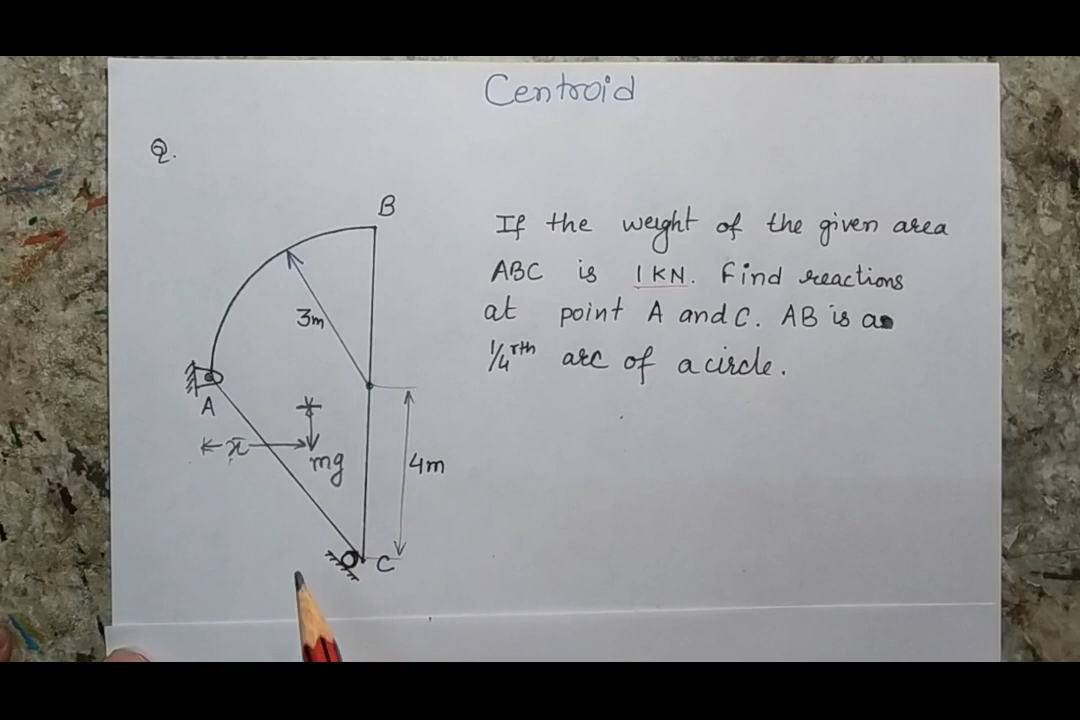 Centroid
Q.
B
If the weight of the given area
ABC is 1 KN. Find reactions
at point A and C. AB is a
1/4rth arc of a circle.
3m
A
x̄
mg
4m
C